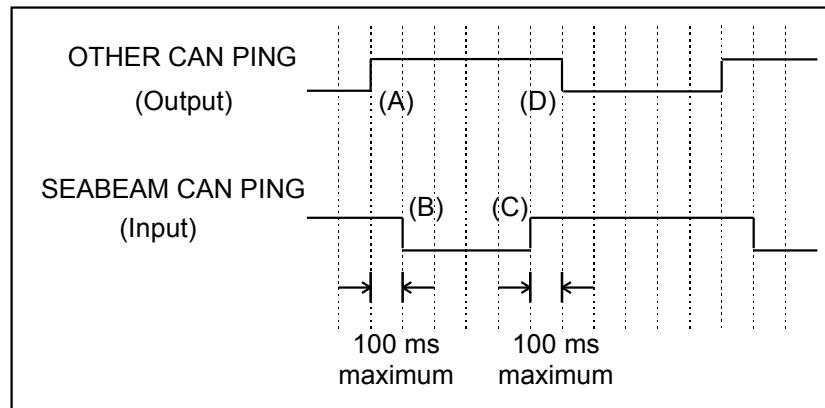 OTHER CAN PING
(Output)
(A)
(D)
SEABEAM CAN PING
(Input)
(B)
(C)
100 ms
maximum
100 ms
maximum